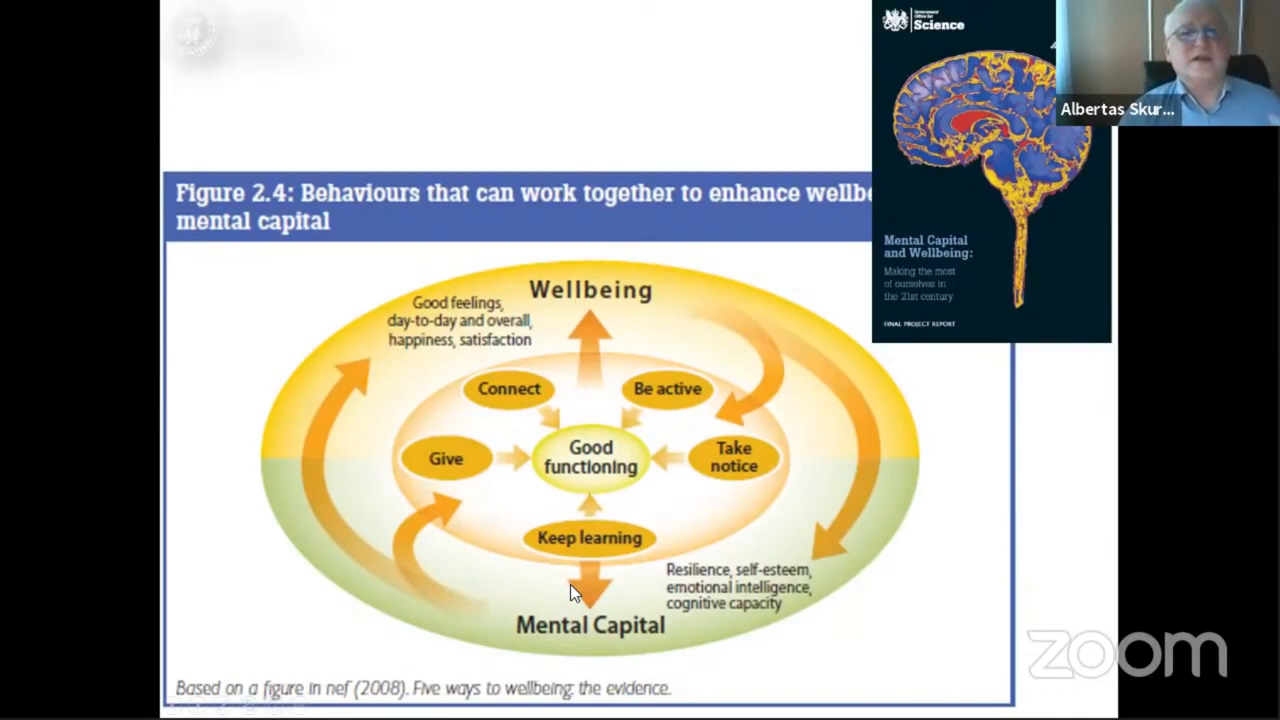 Government
Office for
Science
Albertas Skur...
Figure 2.4: Behaviours that can work together to enhance
mental capital
Mental Capital
and Wellbeing:
Making the most
of ourselves in
the 21st century
FINAL PROJECT REPORT
Wellbeing
Good feelings,
day-to-day and overall,
happiness, satisfaction
Connect
Be active
Give
Good
functioning
Take
notice
Keep learning
Resilience, self-esteem,
emotional intelligence,
cognitive capacity
Mental Capital
zoom
Based on a figure in nef (2008). Five ways to wellbeing: the evidence.